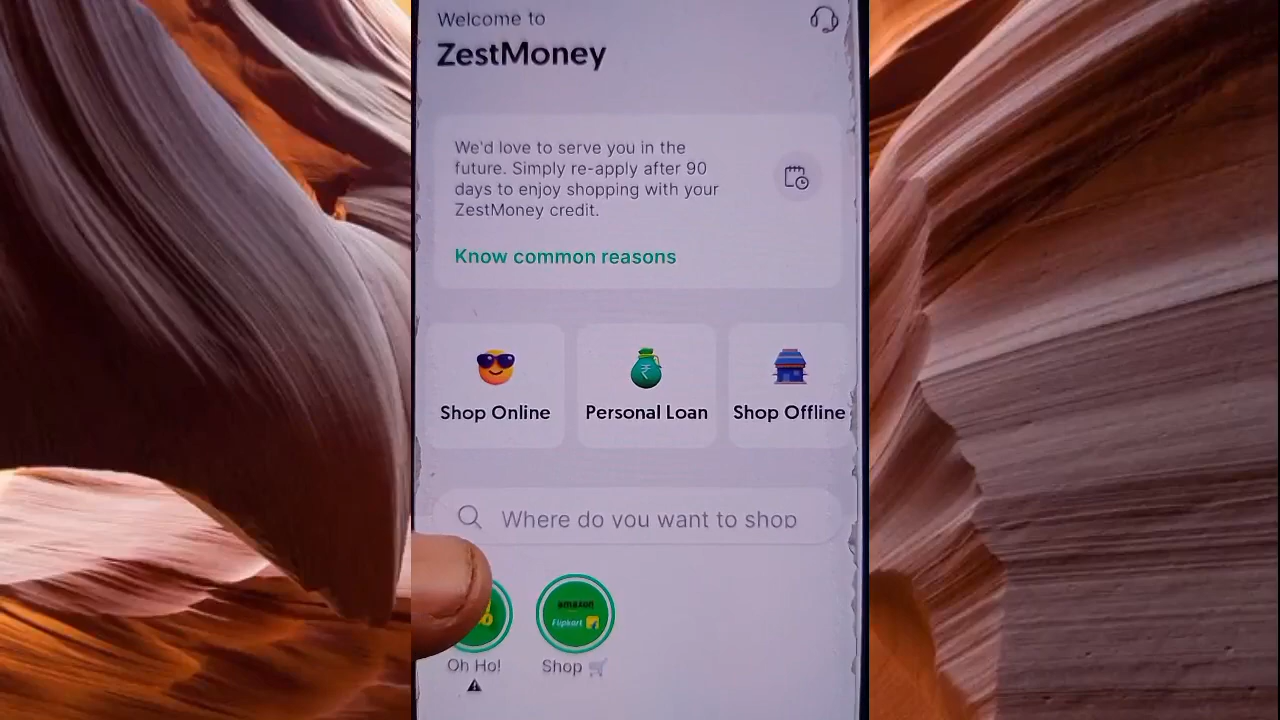 Welcome to
ZestMoney
We'd love to serve you in the
future. Simply re-apply after 90
days to enjoy shopping with your
ZestMoney credit.
Know common reasons
₹
Shop Online
Personal Loan
Shop Offline
Where do you want to shop
amazon
Flipkart
Oh Ho!
Shop